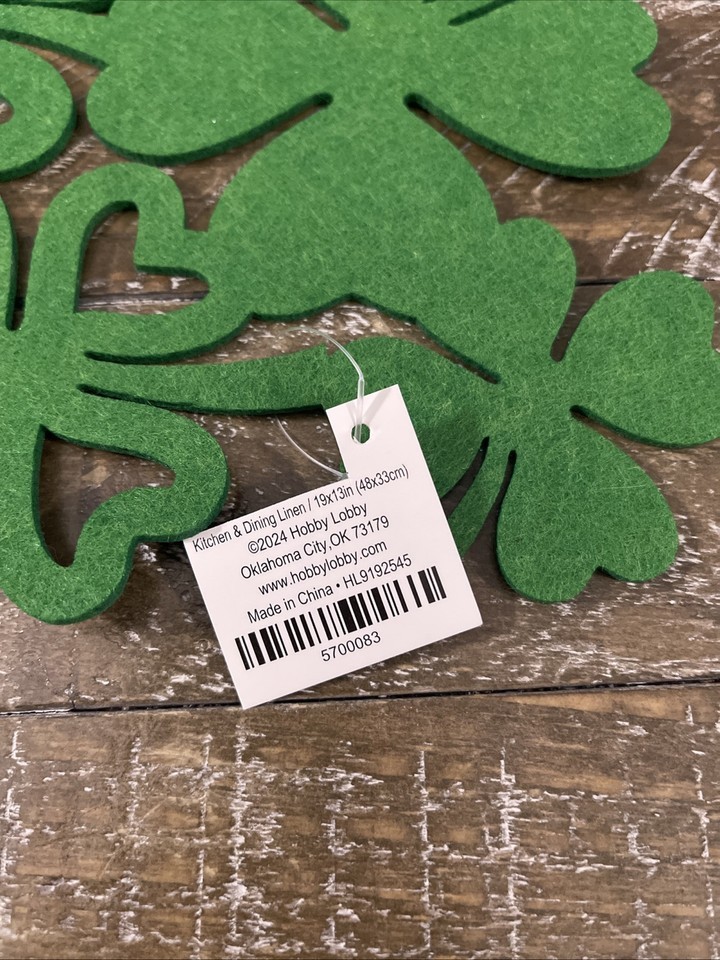 Kitchen & Dining Linen / 19x13in (48x33cm)
©2024 Hobby Lobby
Oklahoma City, OK 73179
www.hobbylobby.com
Made in China • HL9192545
5700083